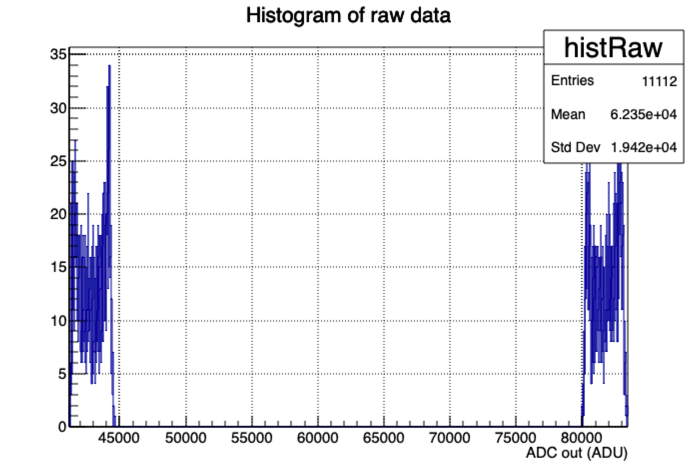 Histogram of raw data
histRaw
Entries 11112
Mean 6.235e+04
Std Dev 1.942e+04
35
30
25
20
15
10
5
0
45000 50000 55000 60000 65000 70000 75000 80000
ADC out (ADU)